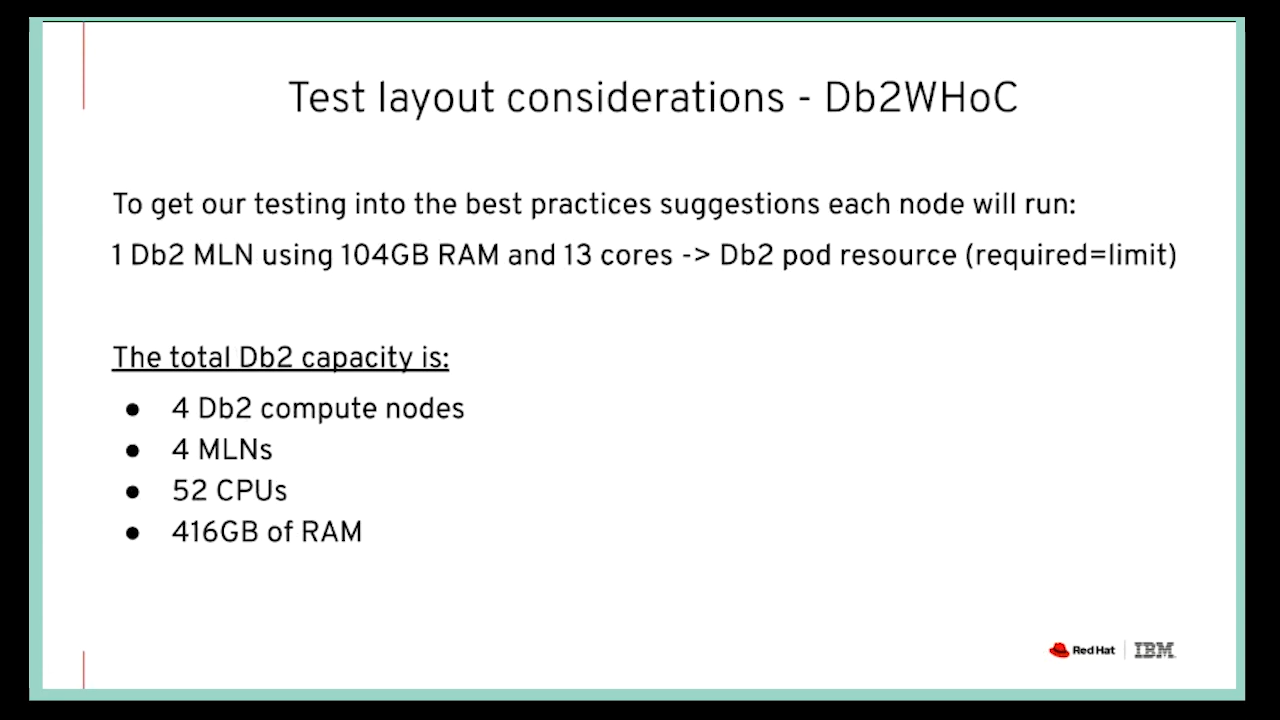 Test layout considerations - Db2WHoC
To get our testing into the best practices suggestions each node will run:
1 Db2 MLN using 104GB RAM and 13 cores -> Db2 pod resource (required=limit)
The total Db2 capacity is:
● 4 Db2 compute nodes
● 4 MLNs
● 52 CPUs
● 416GB of RAM
Red Hat | IBM